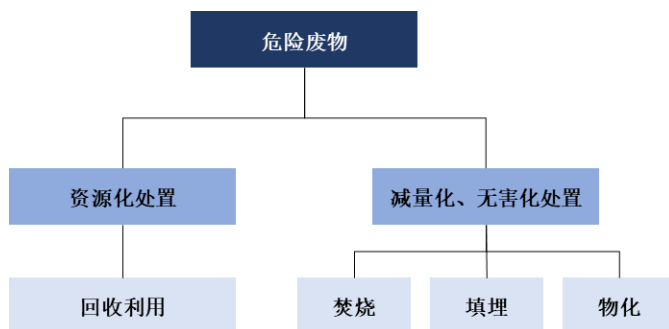 危险废物
资源化处置
减量化、无害化处置
回收利用
焚烧
填埋
物化